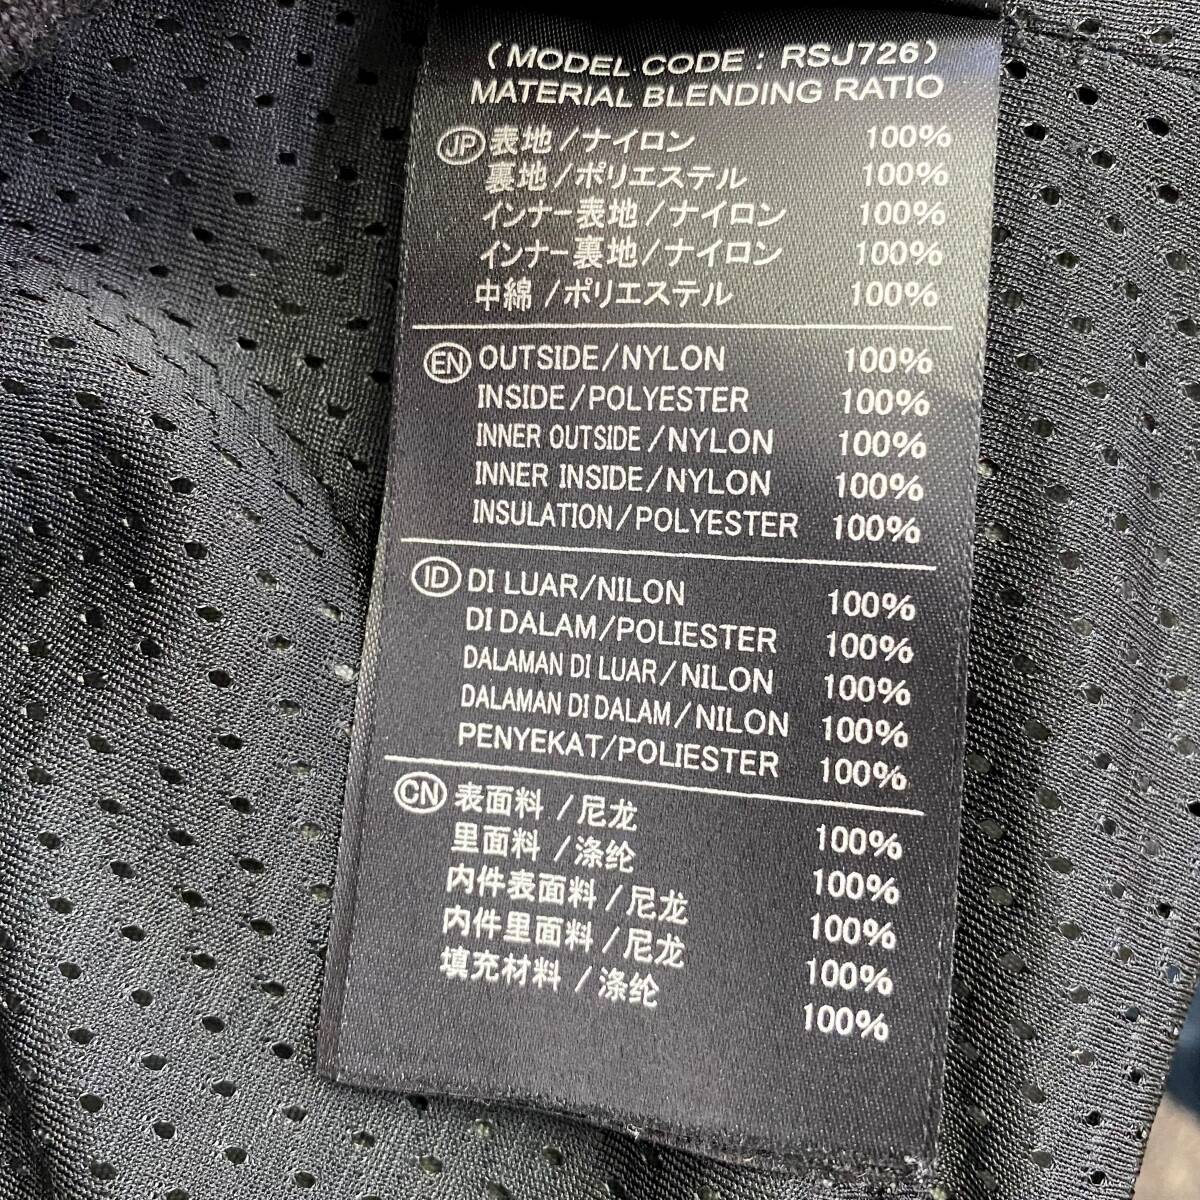 (MODEL CODE : RSJ726)
MATERIAL BLENDING RATIO
JP 表地/ナイロン 100%
裏地/ポリエステル 100%
インナー表地/ナイロン 100%
インナー裏地/ナイロン 100%
中綿/ポリエステル 100%
EN OUTSIDE/NYLON 100%
INSIDE/POLYESTER 100%
INNER OUTSIDE/NYLON 100%
INNER INSIDE/NYLON 100%
INSULATION/POLYESTER 100%
ID DI LUAR/NILON 100%
DI DALAM/POLIESTER 100%
DALAMAN DI LUAR/NILON 100%
DALAMAN DI DALAM/NILON 100%
PENYEKAT/POLIESTER 100%
CN 表面料/尼龙 100%
里面料/涤纶 100%
内件表面料/尼龙 100%
内件里面料/尼龙 100%
填充材料/涤纶 100%